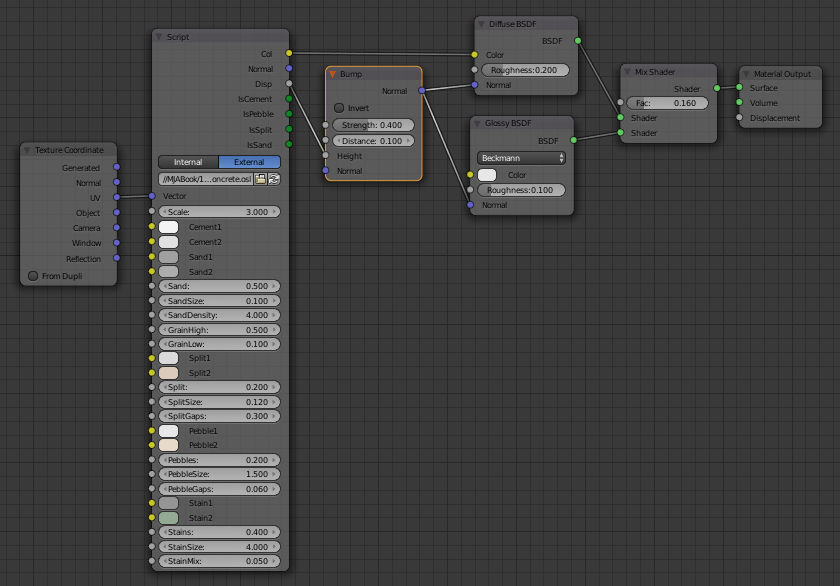 Texture Coordinate
Generated
Normal
UV
Object
Camera
Window
Reflection
From Dupli
Script
Col
Normal
Disp
IsCement
IsPebble
IsSplit
IsSand
Internal External
//MJABook/1...oncrete.osl
Vector
Scale: 3.000
Cement1
Cement2
Sand1
Sand2
Sand: 0.500
SandSize: 0.100
SandDensity: 4.000
GrainHigh: 0.500
GrainLow: 0.100
Split1
Split2
Split: 0.200
SplitSize: 0.120
SplitGaps: 0.300
Pebble1
Pebble2
Pebbles: 0.200
PebbleSize: 1.500
PebbleGaps: 0.060
Stain1
Stain2
Stains: 0.400
StainSize: 4.000
StainMix: 0.050
Bump
Normal
Invert
Strength: 0.400
Distance: 0.100
Height
Normal
Diffuse BSDF
BSDF
Color
Roughness:0.200
Normal
Glossy BSDF
BSDF
Beckmann
Color
Roughness:0.100
Normal
Mix Shader
Shader
Fac: 0.160
Shader
Shader
Material Output
Surface
Volume
Displacement